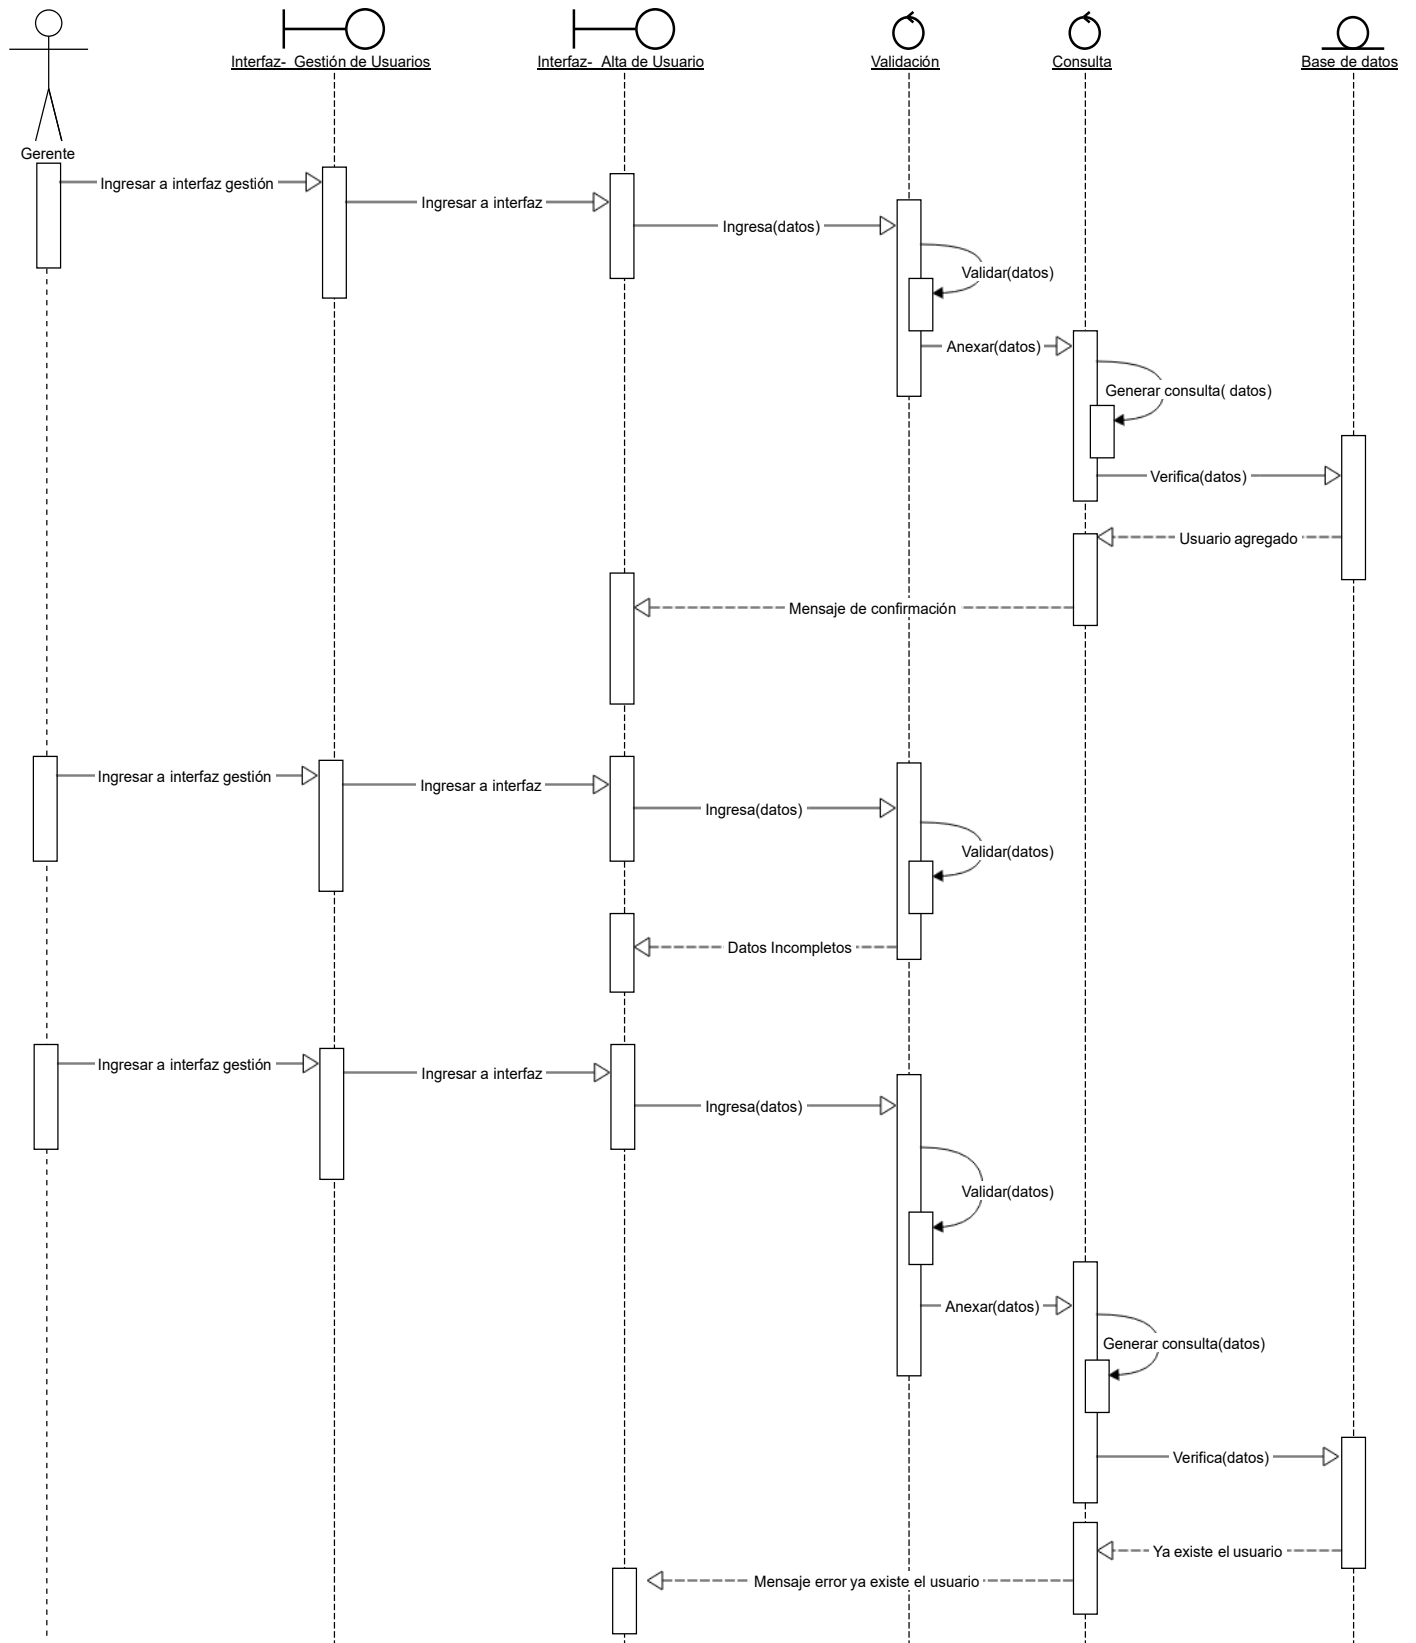 Interfaz-  Gestión de Usuarios
Interfaz-  Alta de Usuario
Validación
Consulta
Base de datos
Gerente
Ingresar a interfaz gestión
Ingresar a interfaz
Ingresa(datos)
Validar(datos)
Anexar(datos)
Generar consulta( datos)
Verifica(datos)
Usuario agregado
Mensaje de confirmación
Ingresar a interfaz gestión
Ingresar a interfaz
Ingresa(datos)
Validar(datos)
Datos Incompletos
Ingresar a interfaz gestión
Ingresar a interfaz
Ingresa(datos)
Validar(datos)
Anexar(datos)
Generar consulta(datos)
Verifica(datos)
Ya existe el usuario
Mensaje error ya existe el usuario